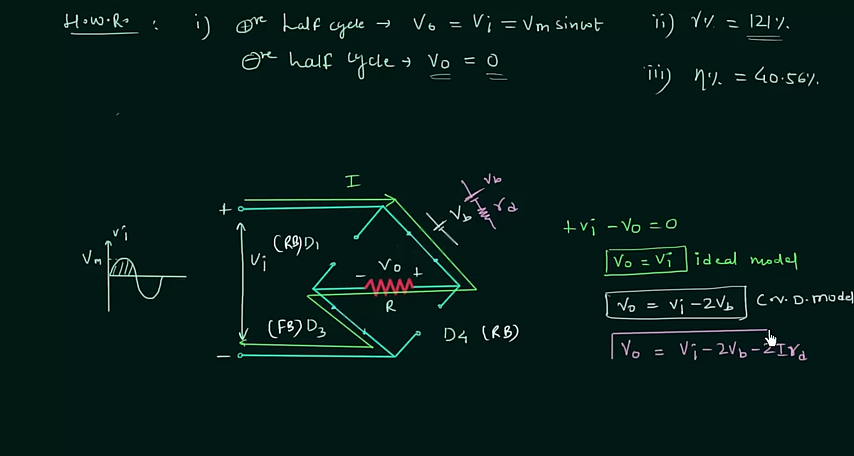 H.W.R. : i) ⊕ve half cycle → Vo = Vi = Vm sinωt ii) r% = 121%
⊖ve half cycle → Vo = 0 iii) η% = 40.56%
I
Vb
rd
Vb
+
Vi
Vm
(RB)D1
Vi
− Vo +
R
(FB)D3
D4 (RB)
−
+Vi − Vo = 0
Vo = Vi ideal model
Vo = Vi − 2Vb C.V.D. model
Vo = Vi − 2Vb − 2Ird